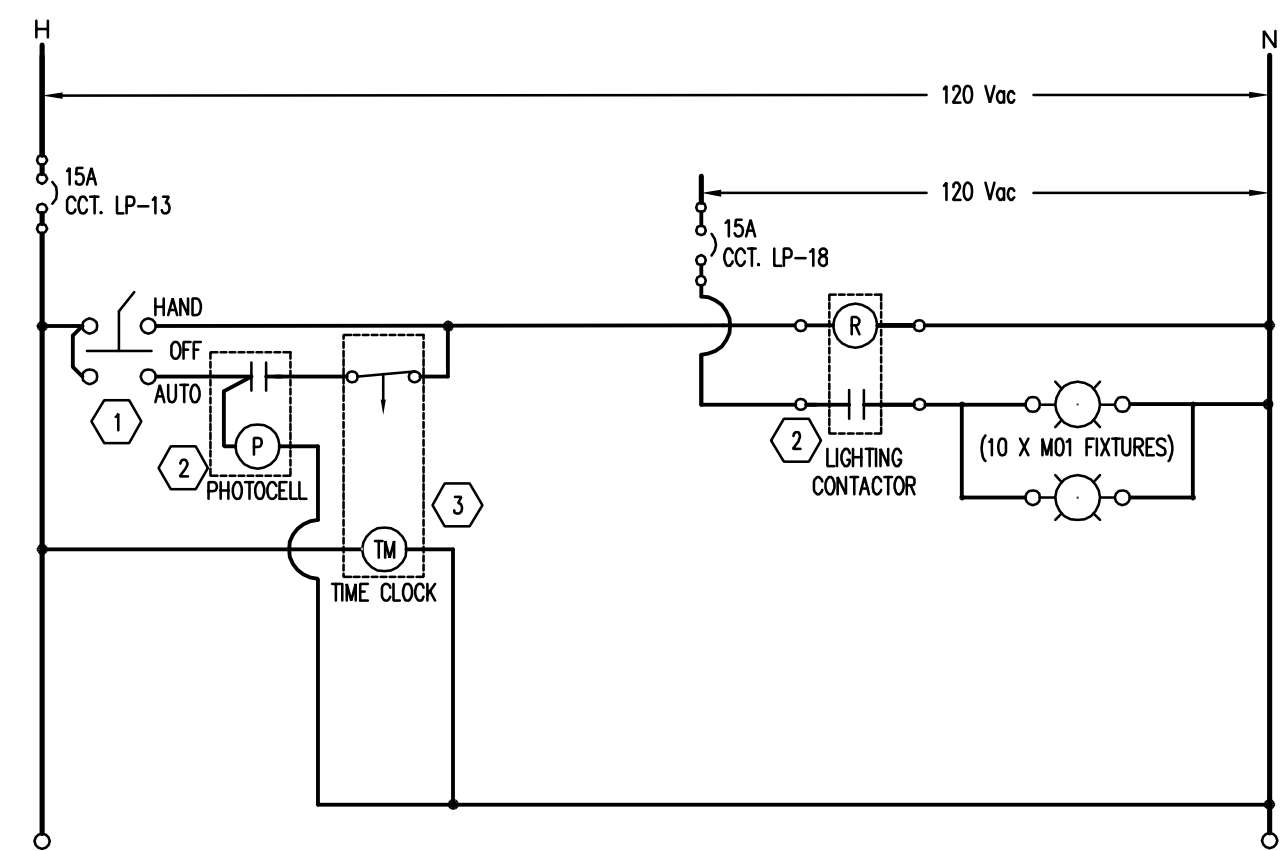 H
N
120 Vac
15A
CCT. LP-13
120 Vac
15A
CCT. LP-18
HAND
OFF
AUTO
R
1
2
P
PHOTOCELL
3
2
LIGHTING
CONTACTOR
(10 X M01 FIXTURES)
TM
TIME CLOCK